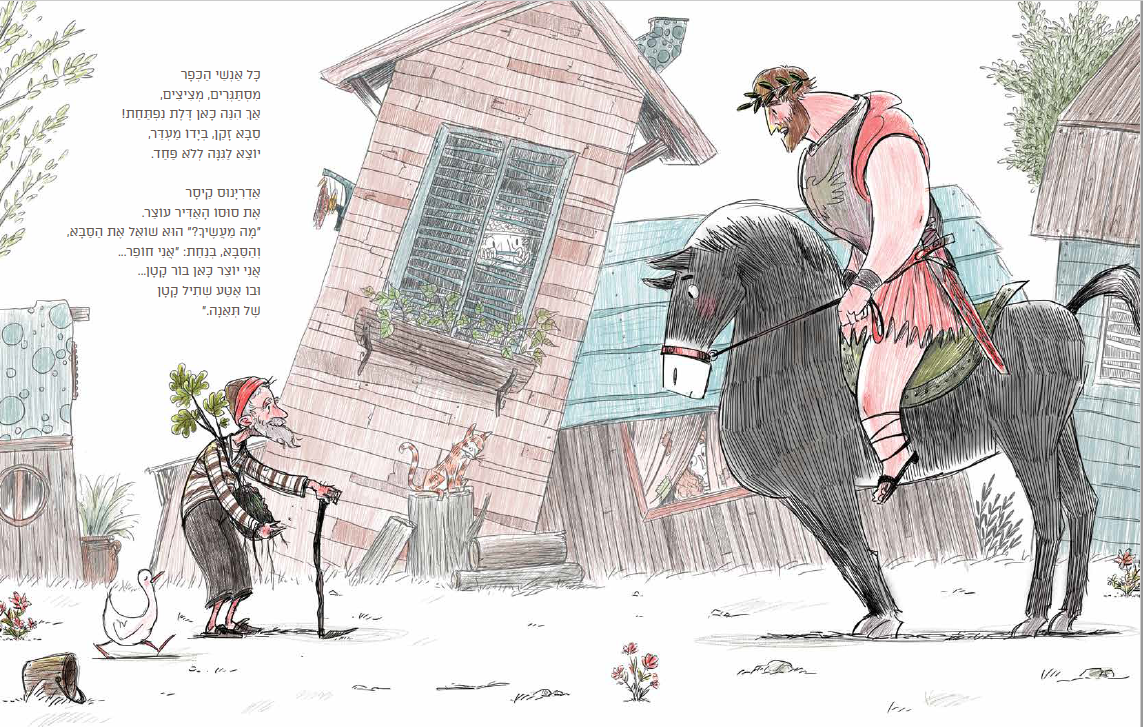 כָּל אַנְשֵׁי הַכְּפָר
מִסְתַּגְּרִים, מְצִיצִים,
אַךְ הִנֵּה כָּאן דֶּלֶת נִפְתַּחַת!
סַבָּא זָקֵן, בְּיָדוֹ מַעְדֵּר,
יוֹצֵא לַגִּנָּה לְלֹא פַּחַד.
אַדְרִיָּנוּס קֵיסָר
אֶת סוּסוֹ הָאַדִּיר עוֹצֵר.
"מָה מַעֲשֶׂיךָ?" הוּא שׁוֹאֵל אֶת הַסַּבָּא,
וְהַסַּבָּא, בְּנַחַת: "אֲנִי חוֹפֵר...
אֲנִי יוֹצֵר כָּאן בּוֹר קָטָן...
וּבוֹ אֶטַּע שָׁתִיל קָטָן
שֶׁל תְּאֵנָה."